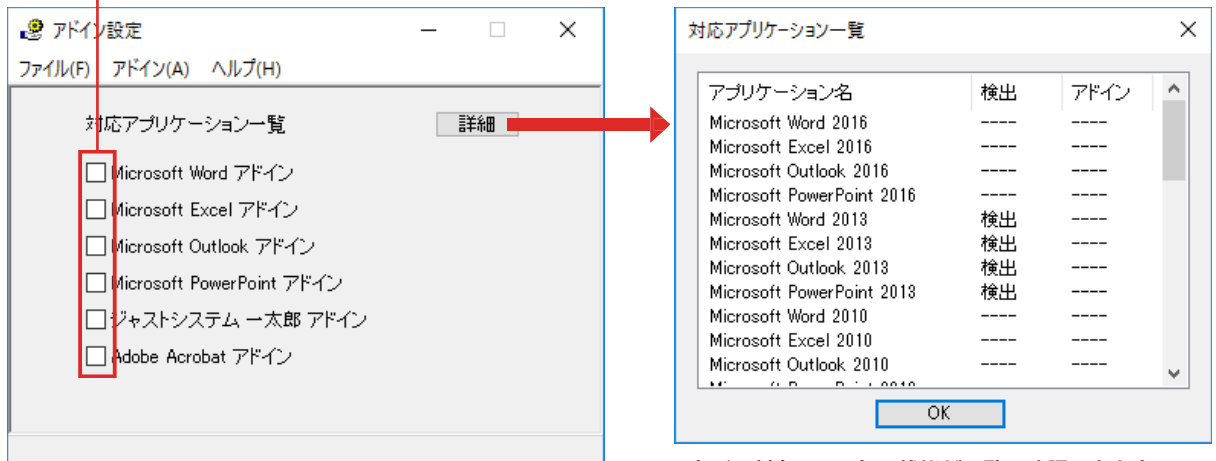 アドイン設定
ファイル(F) アドイン(A) ヘルプ(H)
対応アプリケーション一覧 詳細
Microsoft Word アドイン
Microsoft Excel アドイン
Microsoft Outlook アドイン
Microsoft PowerPoint アドイン
ジャストシステム 一太郎 アドイン
Adobe Acrobat アドイン
対応アプリケーション一覧
アプリケーション名 検出 アドイン
Microsoft Word 2016 ---- ----
Microsoft Excel 2016 ---- ----
Microsoft Outlook 2016 ---- ----
Microsoft PowerPoint 2016 ---- ----
Microsoft Word 2013 検出 ----
Microsoft Excel 2013 検出 ----
Microsoft Outlook 2013 検出 ----
Microsoft PowerPoint 2013 検出 ----
Microsoft Word 2010 ---- ----
Microsoft Excel 2010 ---- ----
Microsoft Outlook 2010 ---- ----
OK